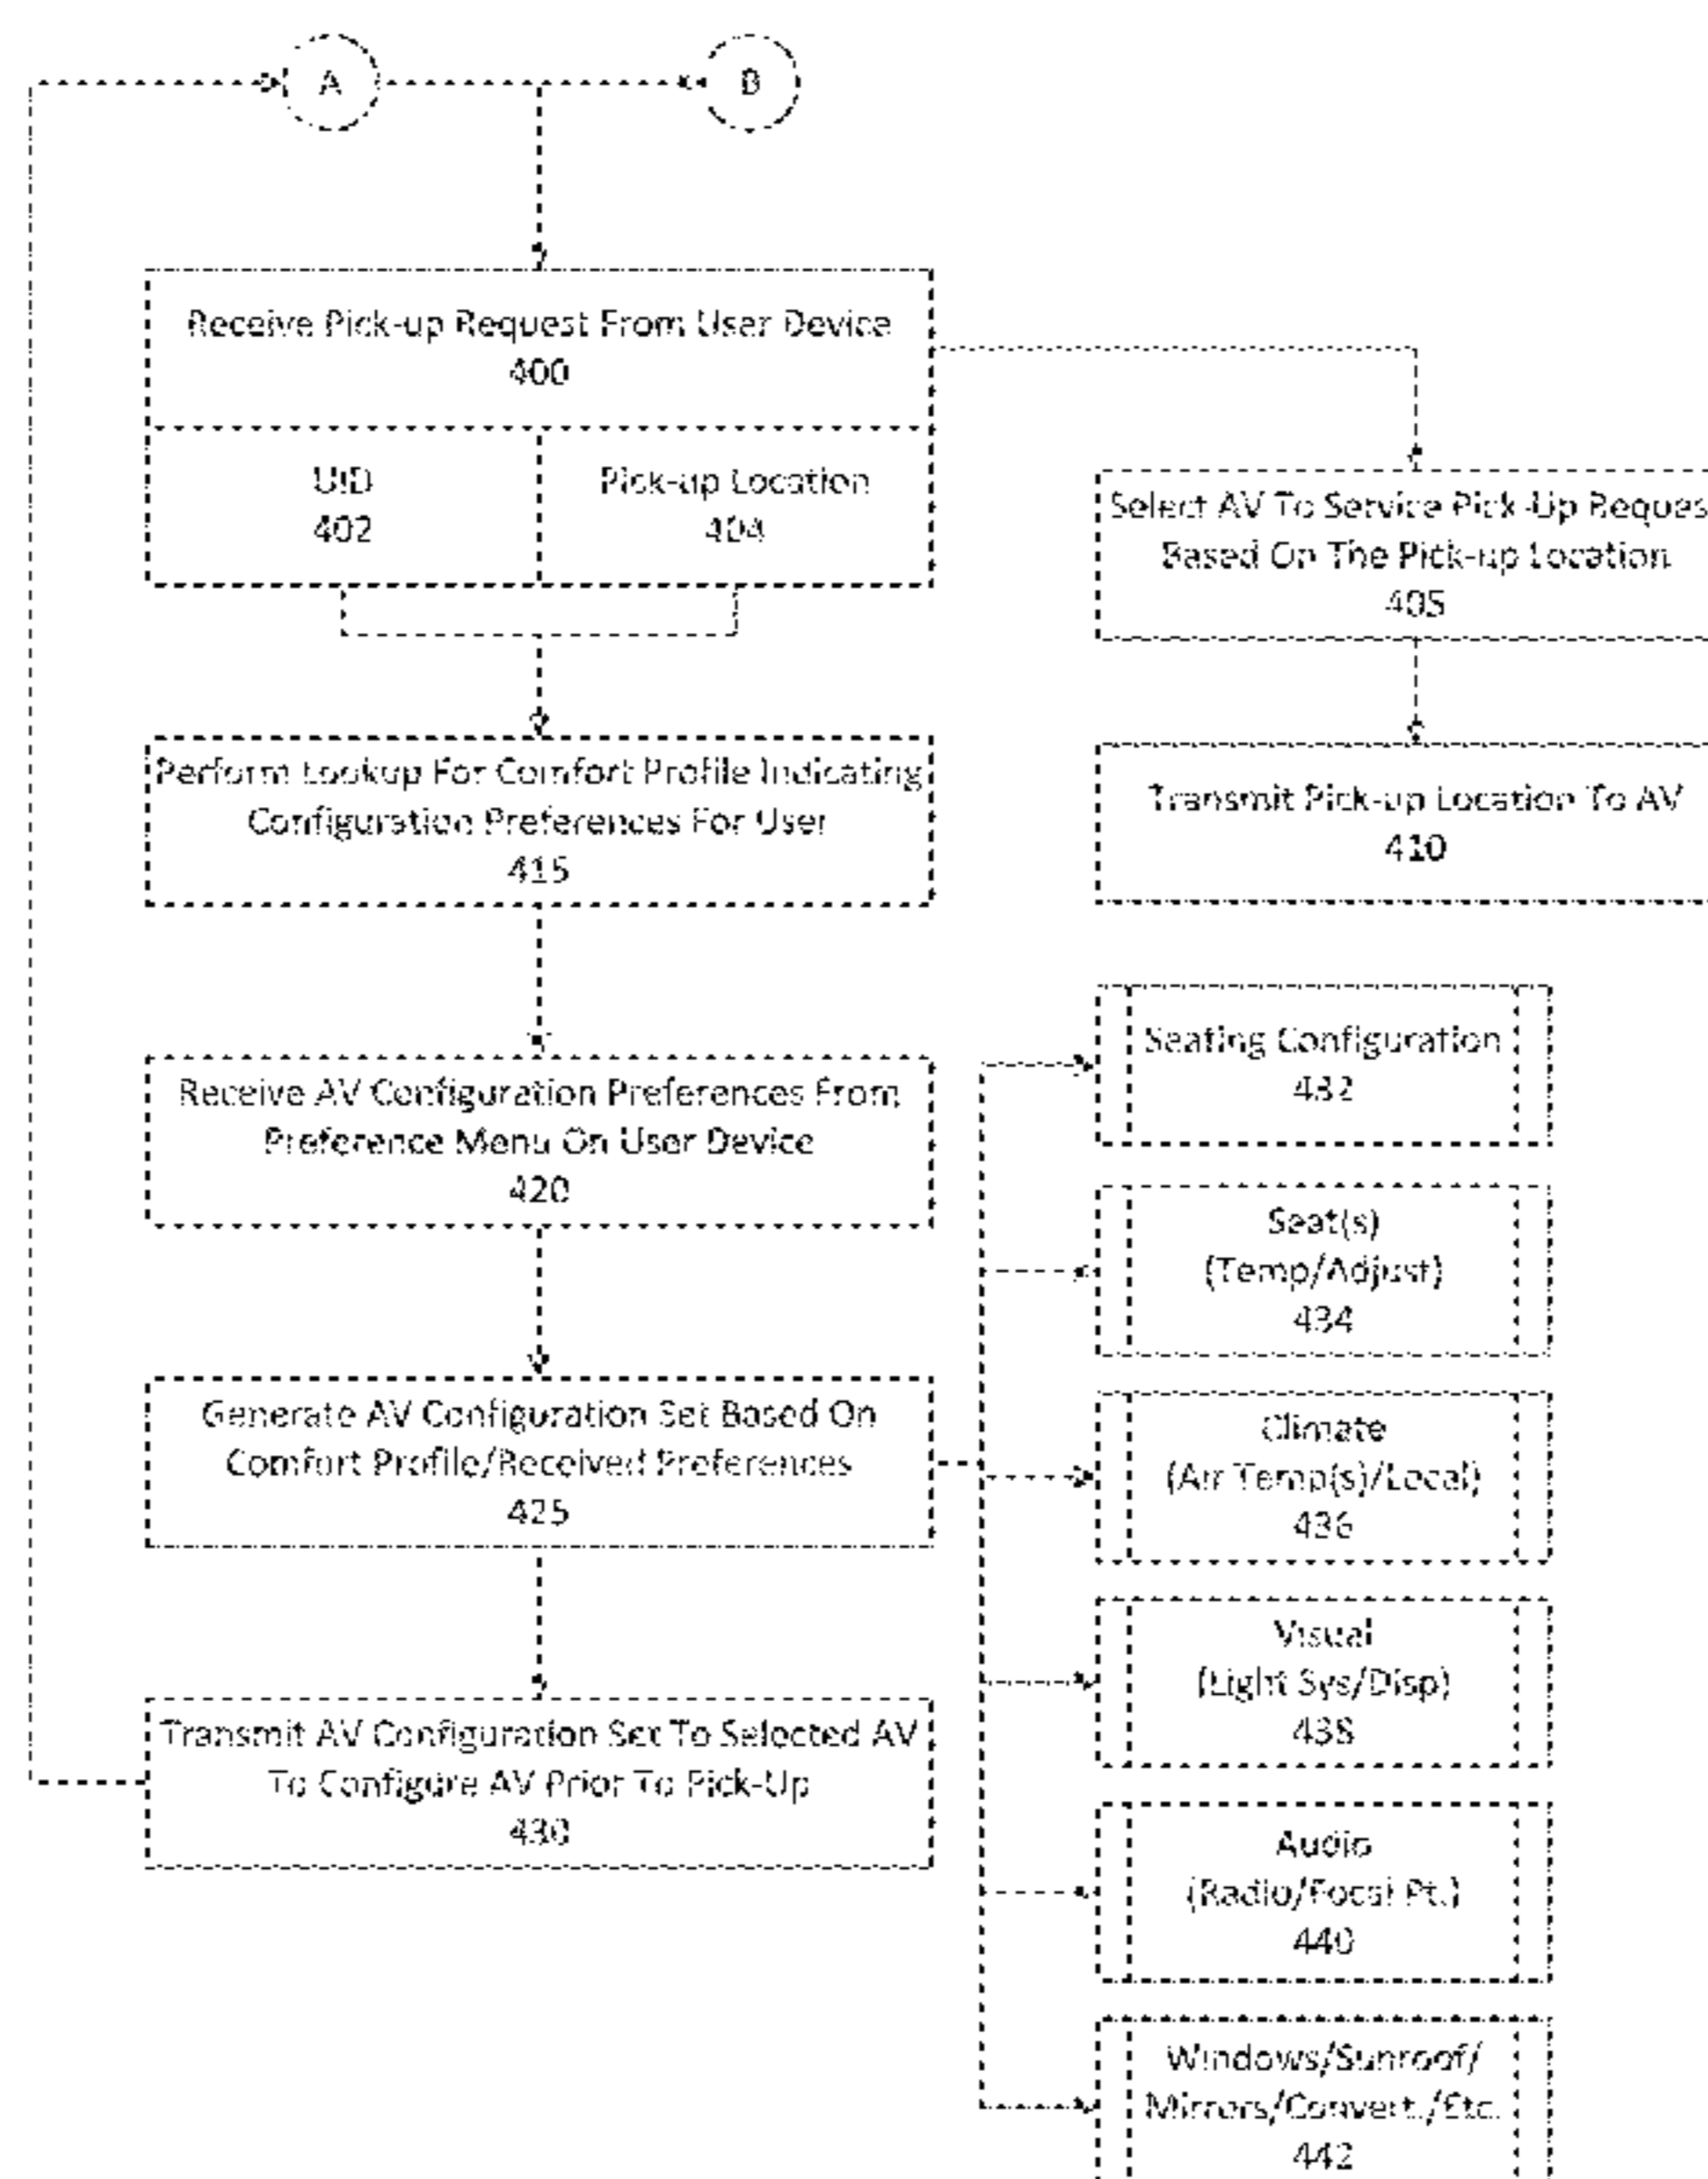 A
B
Receive Pick-up Request From User Device
400
UID
402
Pick-up Location
404
Select AV To Service Pick-Up Reques
Based On The Pick-up Location
405
Transmit Pick-up Location To AV
410
Perform Lookup For Comfort Profile Indicating
Configuration Preferences For User
415
Receive AV Configuration Preferences From
Preference Menu On User Device
420
Generate AV Configuration Set Based On
Comfort Profile/Received Preferences
425
Transmit AV Configuration Set To Selected AV
To Configure AV Prior To Pick-Up
430
Seating Configuration
432
Seat(s)
(Temp/Adjust)
434
Climate
(Air Temp(s)/Local)
436
Visual
(Light Sys/Disp)
438
Audio
(Radio/Focal Pt.)
440
Windows/Sunroof/
Mirrors/Convert./Etc.
442